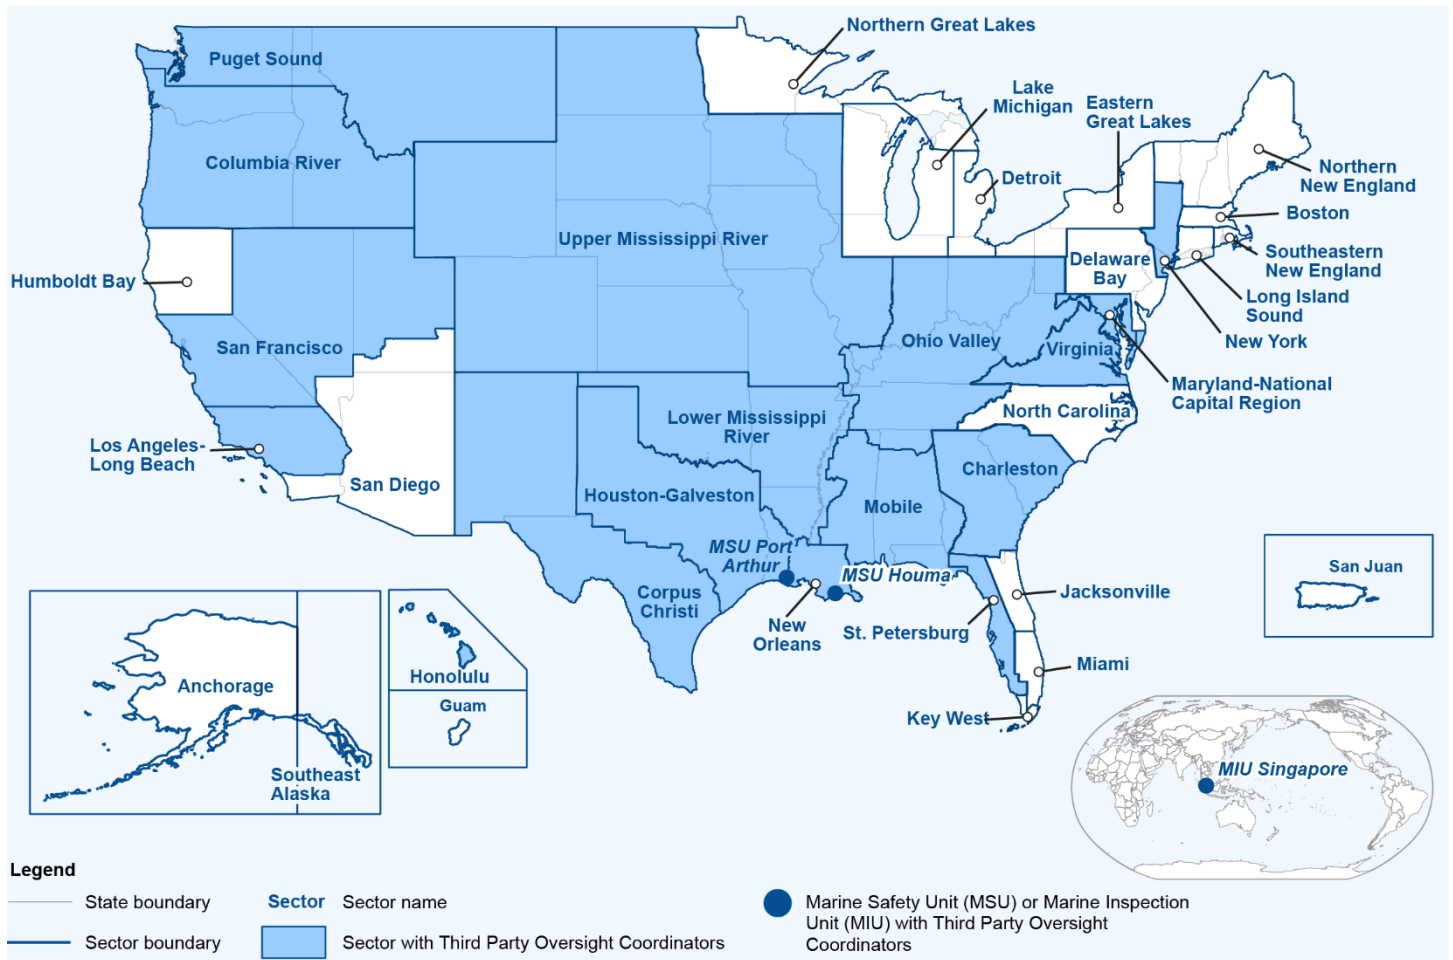 Northern Great Lakes
Puget Sound
Lake
Michigan
Eastern
Great Lakes
Columbia River
Detroit
Northern
New England
Boston
Upper Mississippi River
Delaware
Bay
Southeastern
New England
Humboldt Bay
Long Island
Sound
San Francisco
Ohio Valley
Virginia
New York
Maryland-National
Capital Region
North Carolina
Lower Mississippi
River
Los Angeles-
Long Beach
Charleston
San Diego
Houston-Galveston
Mobile
MSU Port
Arthur
MSU Houma
San Juan
Corpus
Christi
Jacksonville
New
Orleans
St. Petersburg
Miami
Honolulu
Anchorage
Guam
Key West
Southeast
Alaska
MIU Singapore
Legend
State boundary
Sector Sector name
Marine Safety Unit (MSU) or Marine Inspection
Unit (MIU) with Third Party Oversight
Coordinators
Sector boundary
Sector with Third Party Oversight Coordinators